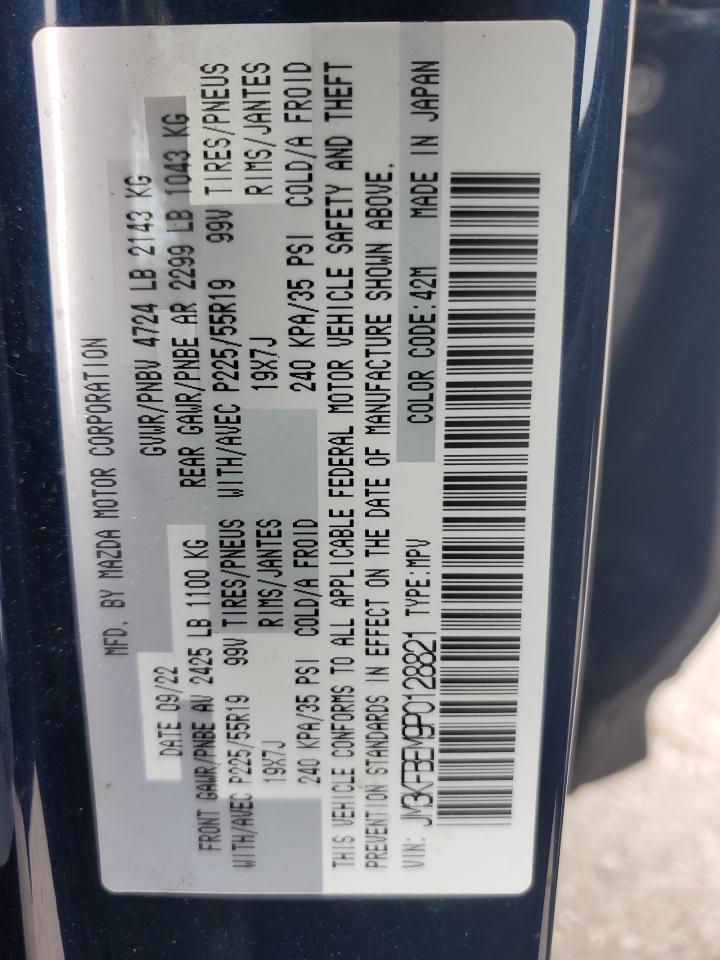 MFD. BY MAZDA MOTOR CORPORATION
DATE 09/22 GVWR/PNBV 4724 LB 2143 KG
FRONT GAWR/PNBE AV 2425 LB 1100 KG REAR GAWR/PNBE AR 2299 LB 1043 KG
WITH/AVEC P225/55R19 99V TIRES/PNEUS WITH/AVEC P225/55R19 99V TIRES/PNEUS
19X7J RIMS/JANTES 19X7J RIMS/JANTES
240 KPA/35 PSI COLD/A FROID 240 KPA/35 PSI COLD/A FROID
THIS VEHICLE CONFORMS TO ALL APPLICABLE FEDERAL MOTOR VEHICLE SAFETY AND THEFT
PREVENTION STANDARDS IN EFFECT ON THE DATE OF MANUFACTURE SHOWN ABOVE.
VIN: JM3KFBEM9P0128821 TYPE:MPV COLOR CODE:42M MADE IN JAPAN